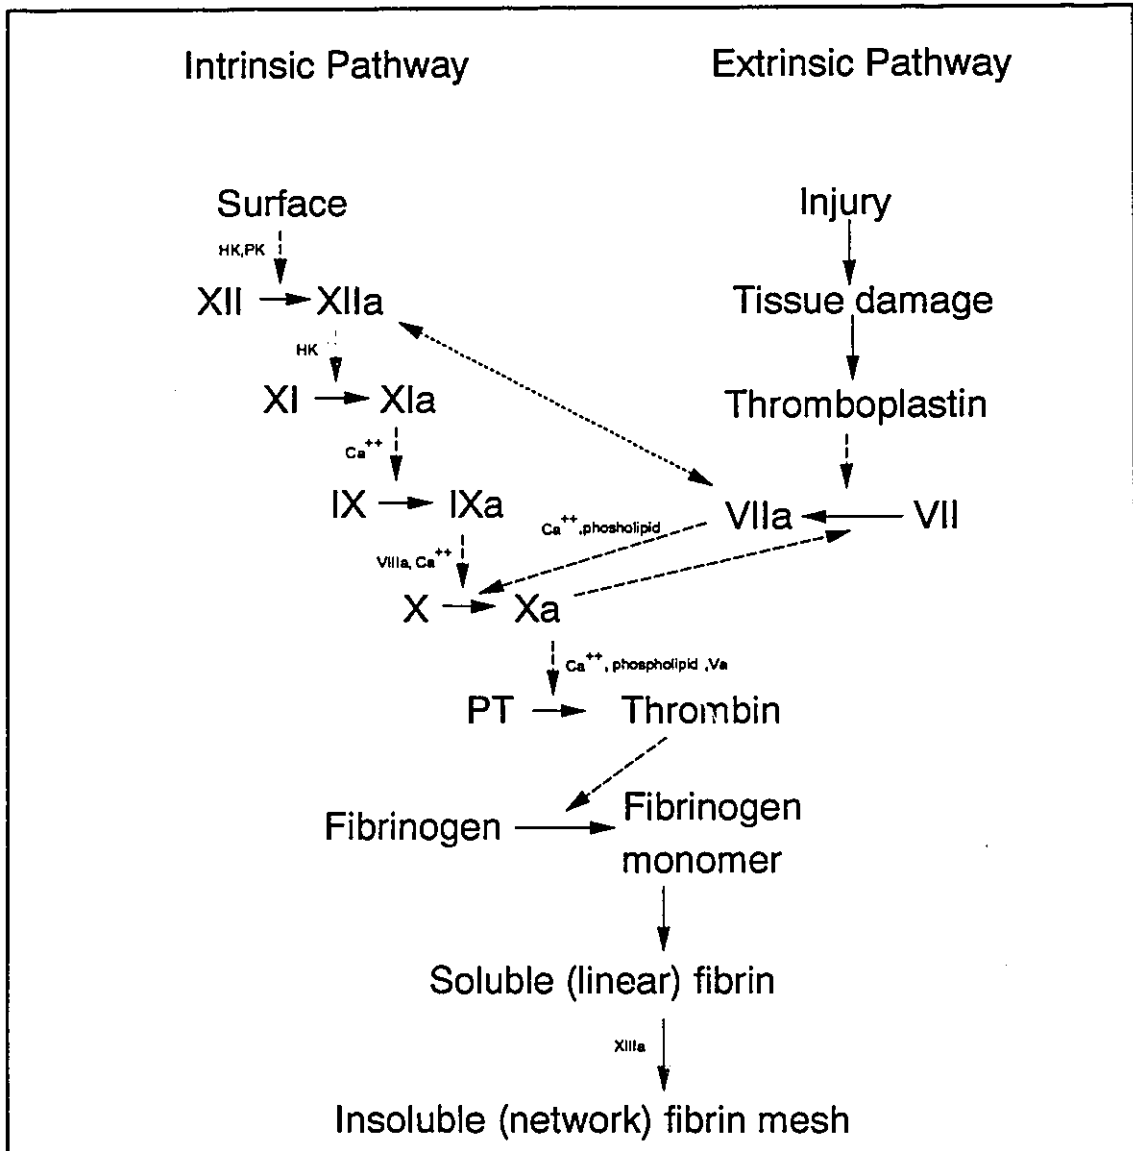 Intrinsic Pathway Extrinsic Pathway
Surface Injury
HK,PK
XII XIIa Tissue damage
HK
XI XIa Thromboplastin
Ca++
IX IXa VIIa VII
Ca++,phosholipid
VIIIa, Ca++
X Xa
Ca++, phospholipid ,Va
PT Thrombin
Fibrinogen Fibrinogen
monomer
Soluble (linear) fibrin
XIIIa
Insoluble (network) fibrin mesh